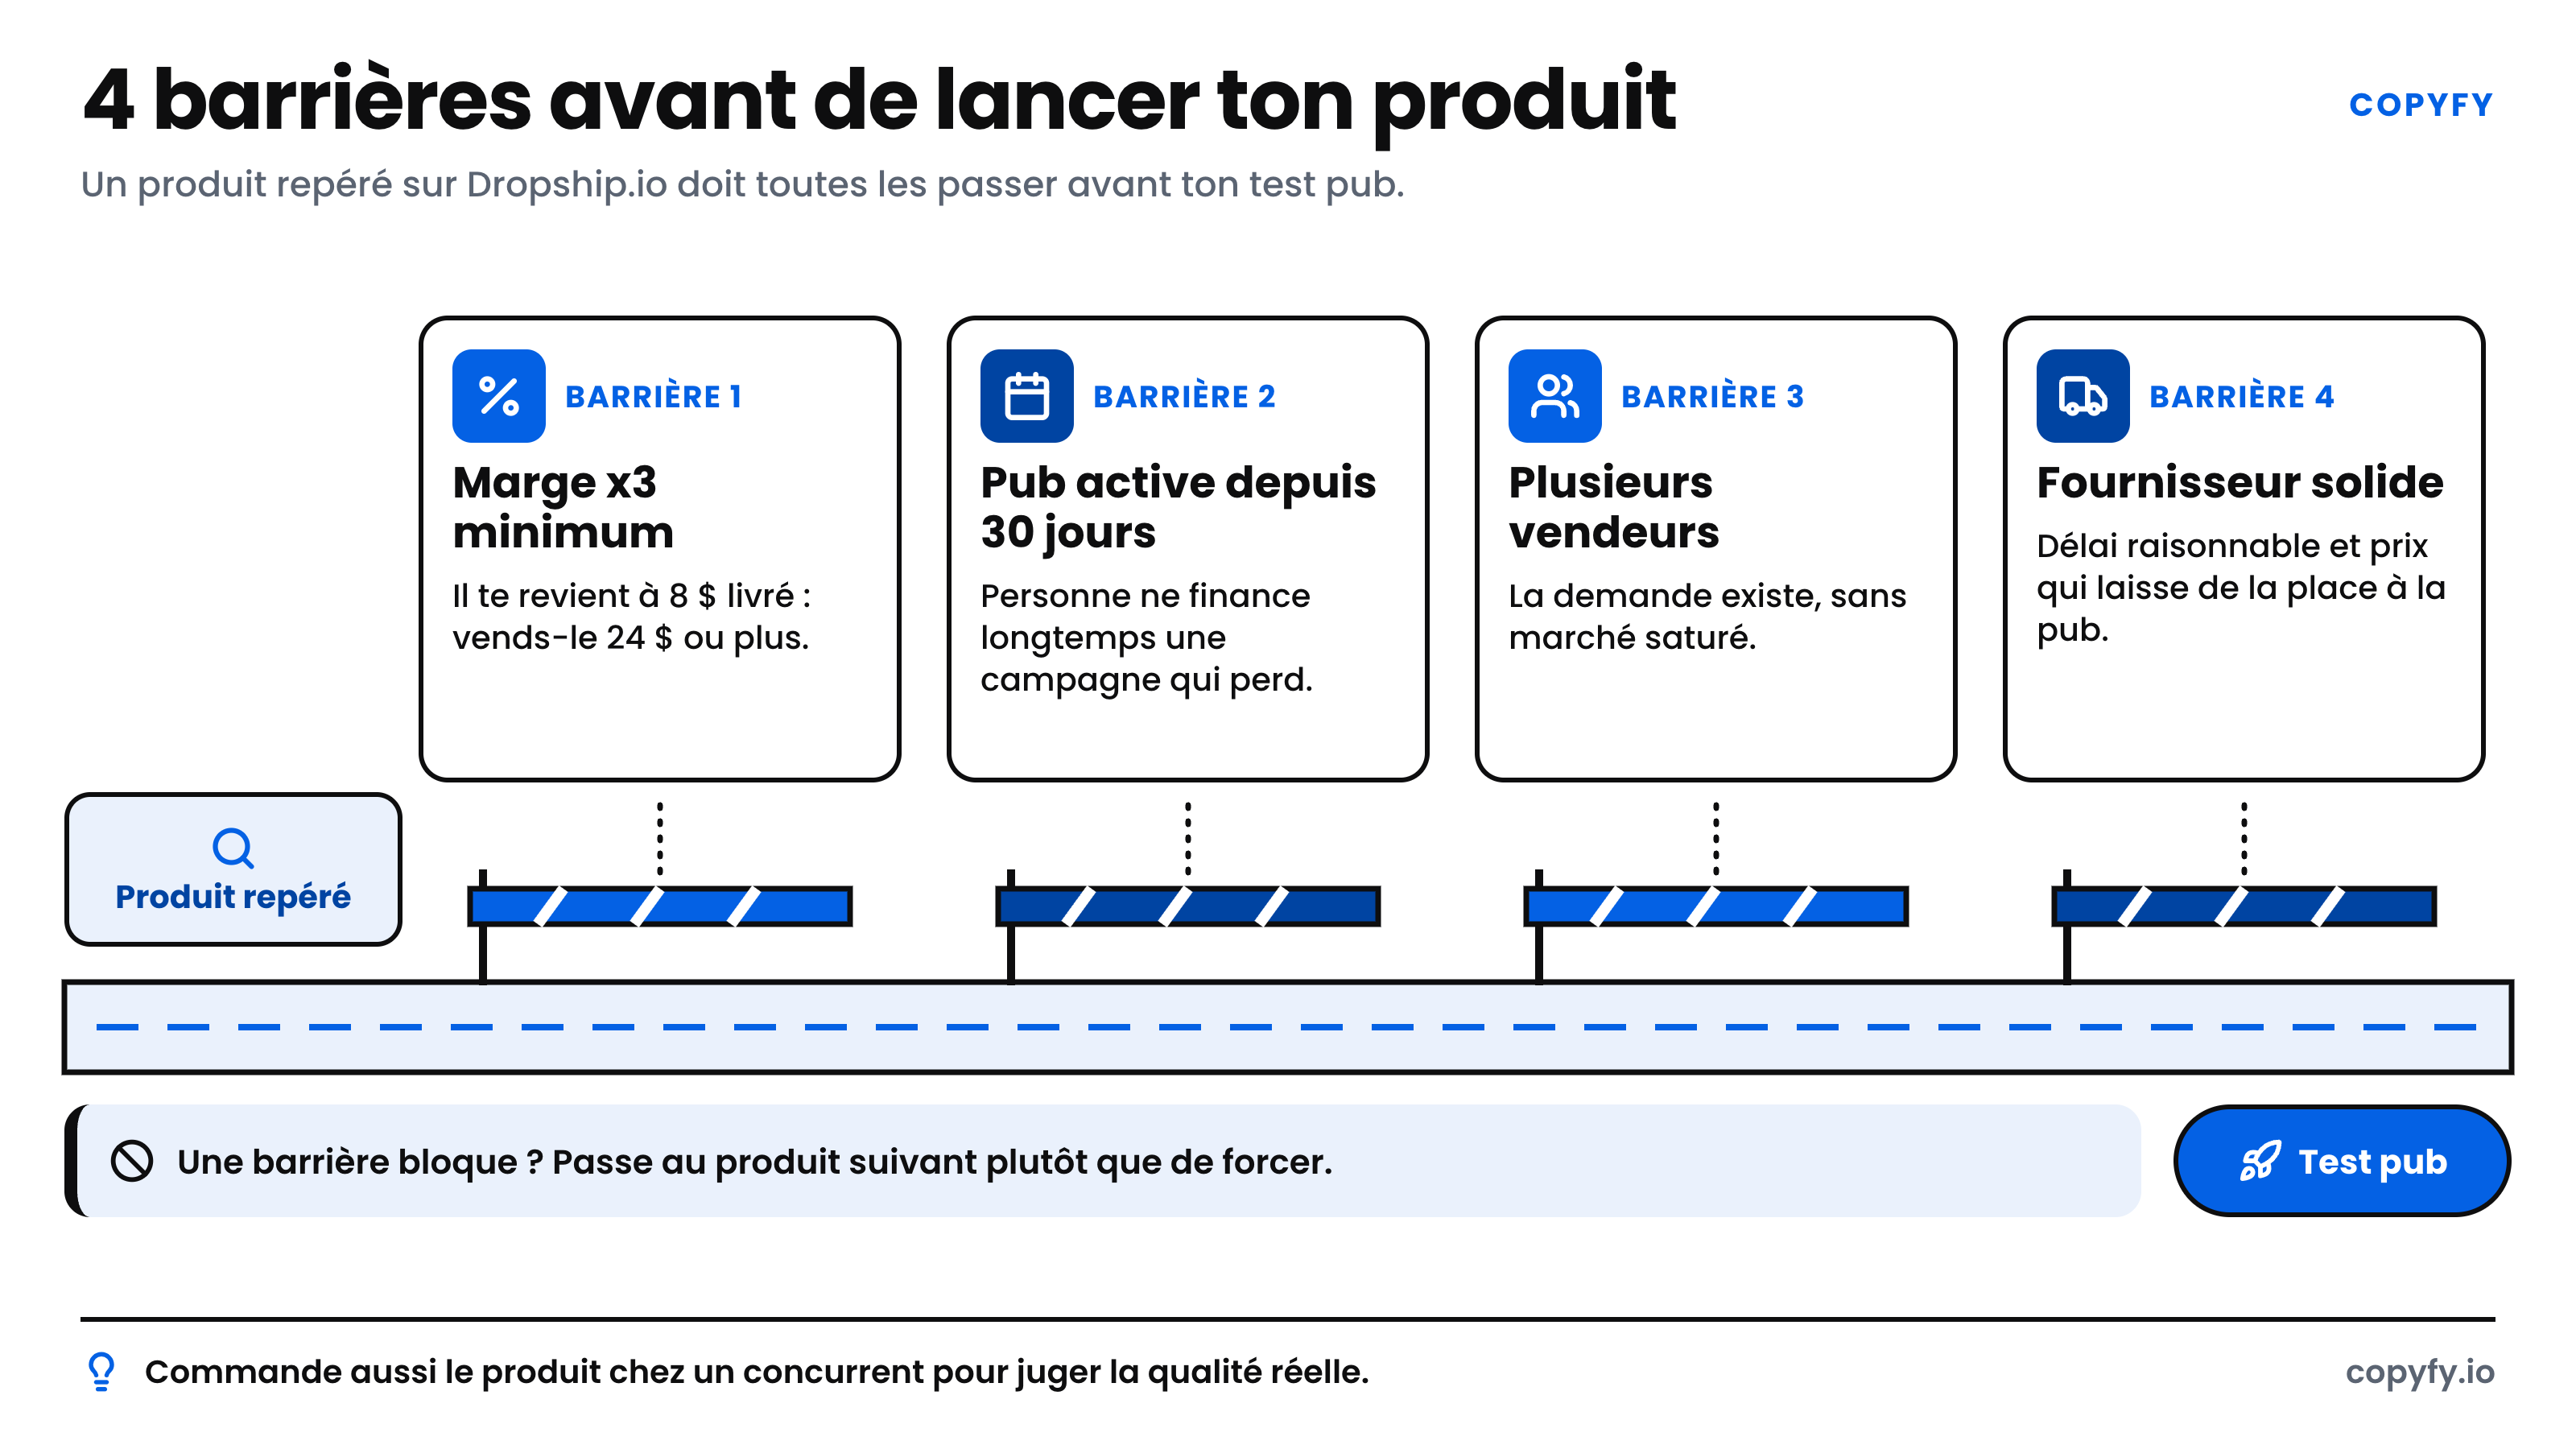 4 barrières avant de lancer ton produit
COPYFY
Un produit repéré sur Dropship.io doit toutes les passer avant ton test pub.
BARRIÈRE 1
Marge x3
minimum
Il te revient à 8 $ livré :
vends-le 24 $ ou plus.
BARRIÈRE 2
Pub active depuis
30 jours
Personne ne finance
longtemps une
campagne qui perd.
BARRIÈRE 3
Plusieurs
vendeurs
La demande existe, sans
marché saturé.
BARRIÈRE 4
Fournisseur solide
Délai raisonnable et prix
qui laisse de la place à la
pub.
Produit repéré
Une barrière bloque ? Passe au produit suivant plutôt que de forcer.
Test pub
Commande aussi le produit chez un concurrent pour juger la qualité réelle.
copyfy.io